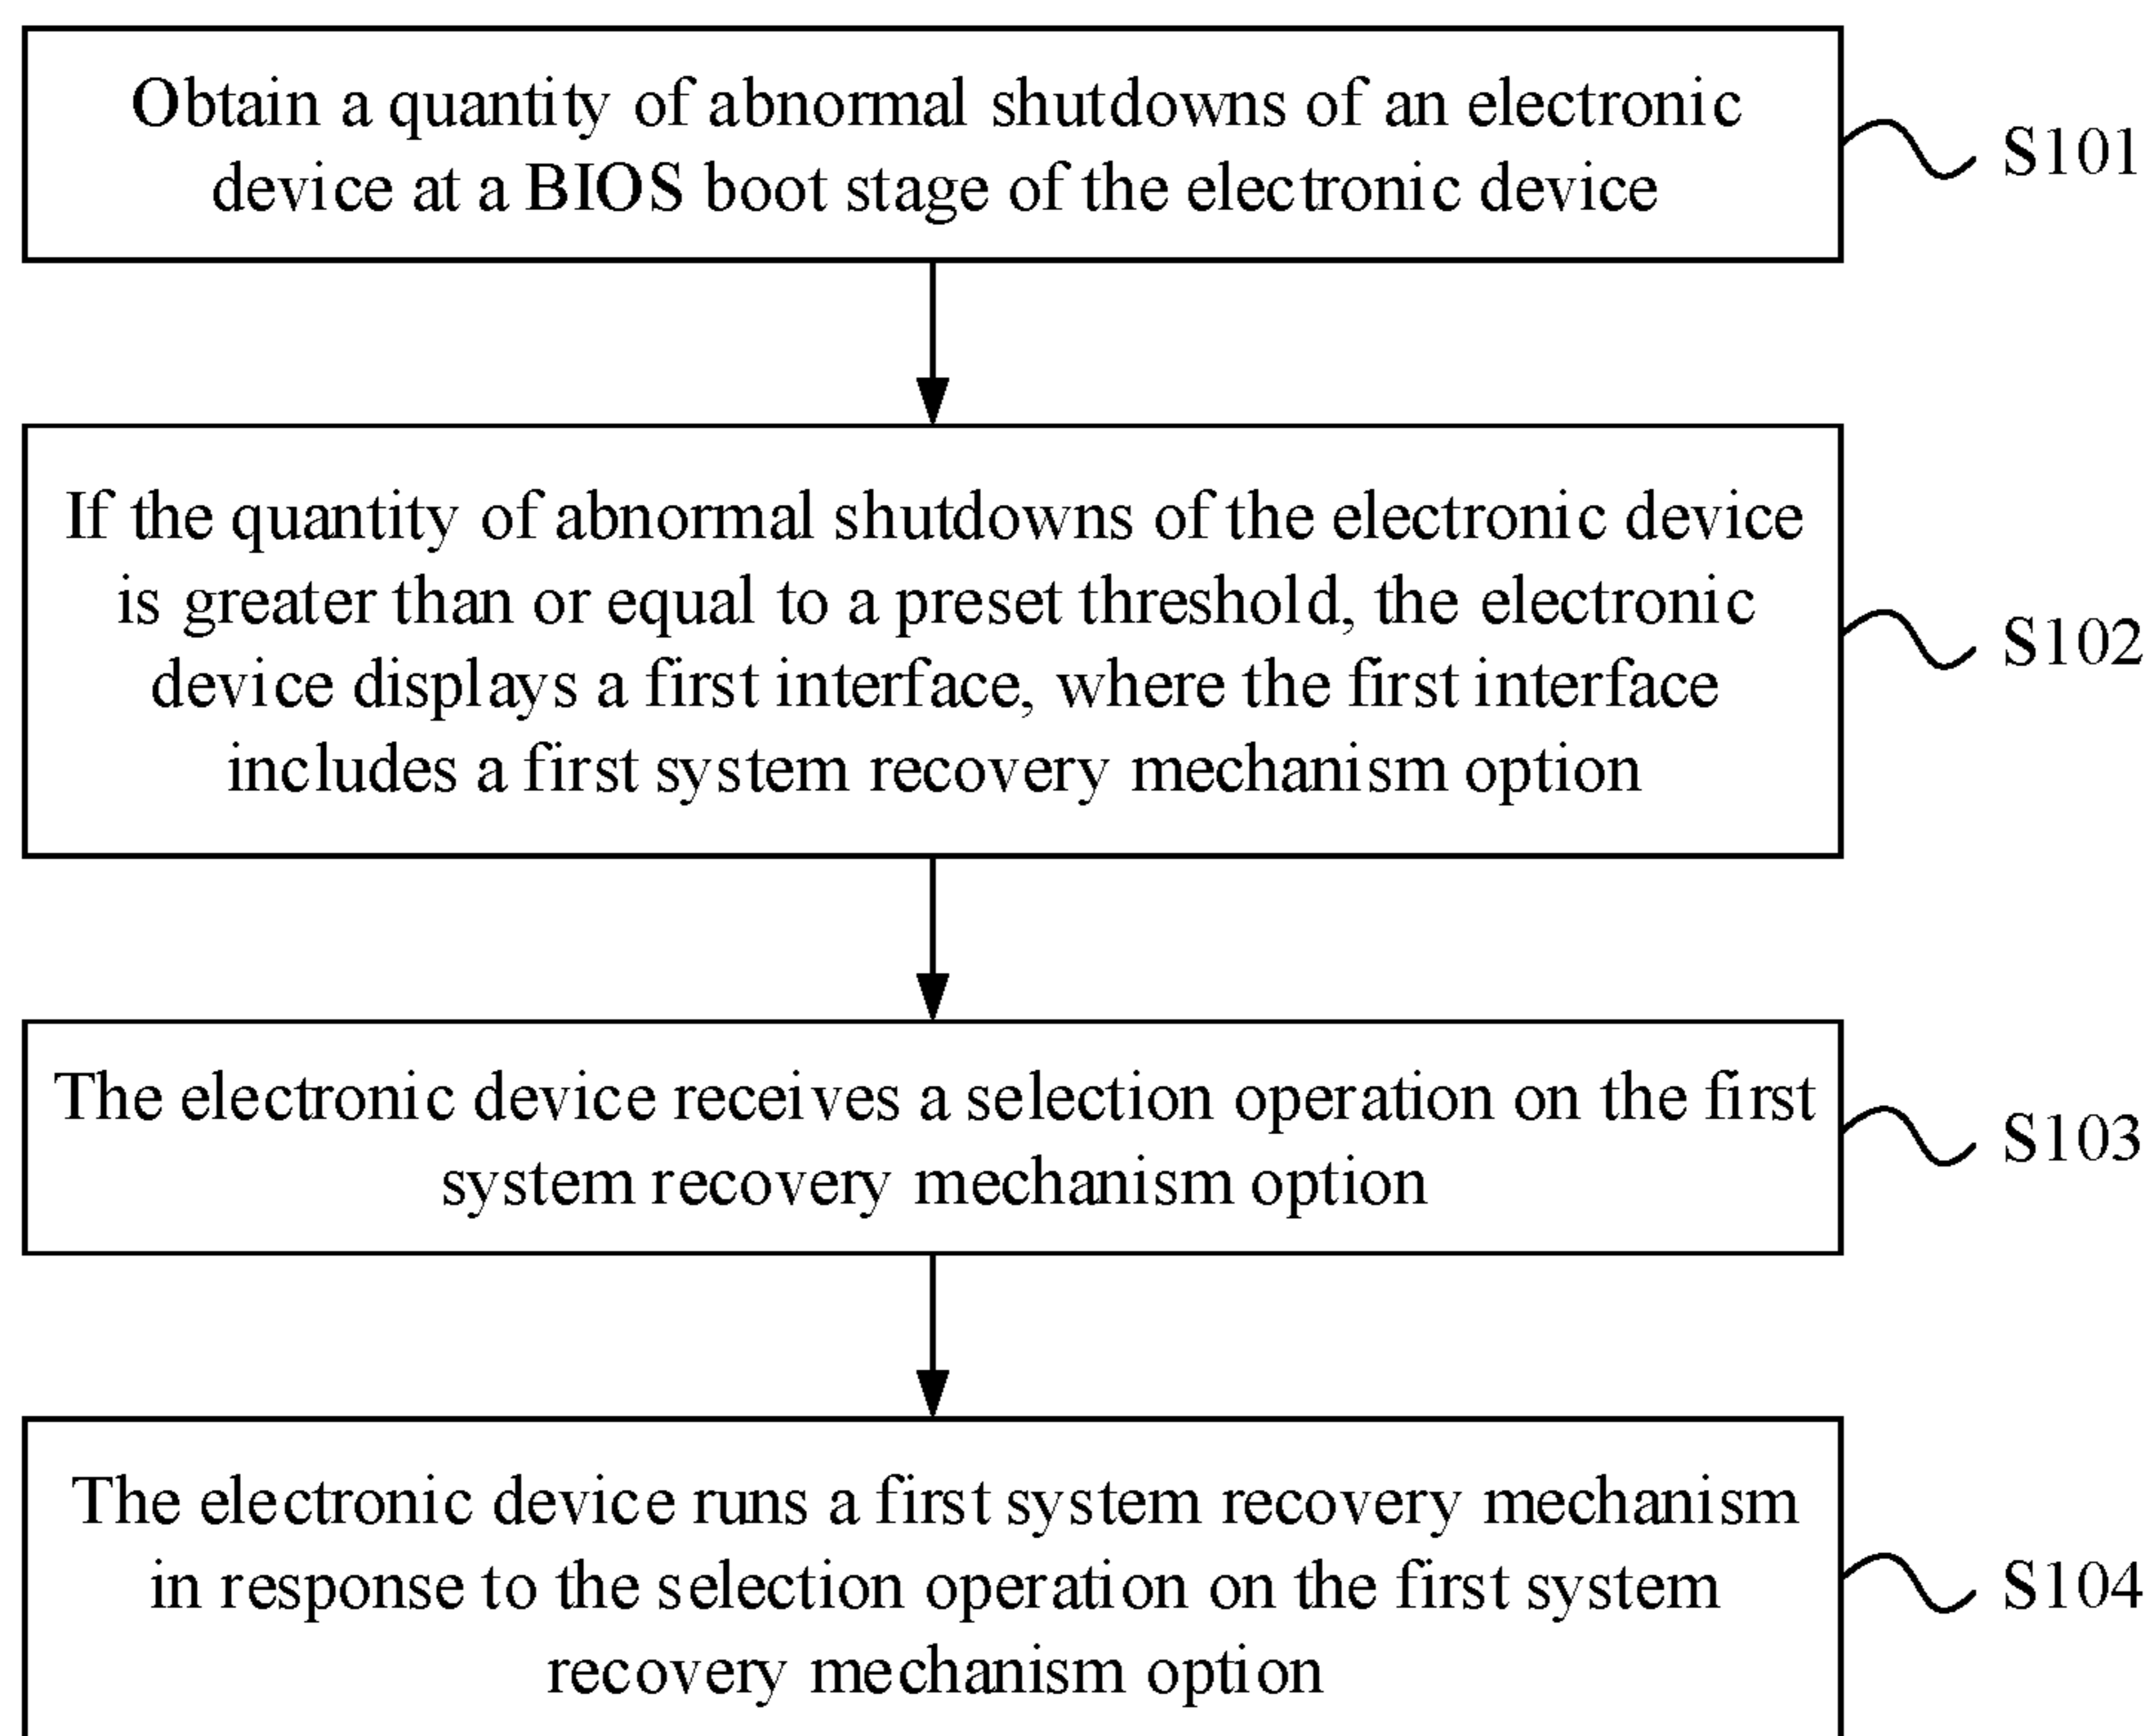 Obtain a quantity of abnormal shutdowns of an electronic
device at a BIOS boot stage of the electronic device
S101
If the quantity of abnormal shutdowns of the electronic device
is greater than or equal to a preset threshold, the electronic
device displays a first interface, where the first interface
includes a first system recovery mechanism option
S102
The electronic device receives a selection operation on the first
system recovery mechanism option
S103
The electronic device runs a first system recovery mechanism
in response to the selection operation on the first system
recovery mechanism option
S104